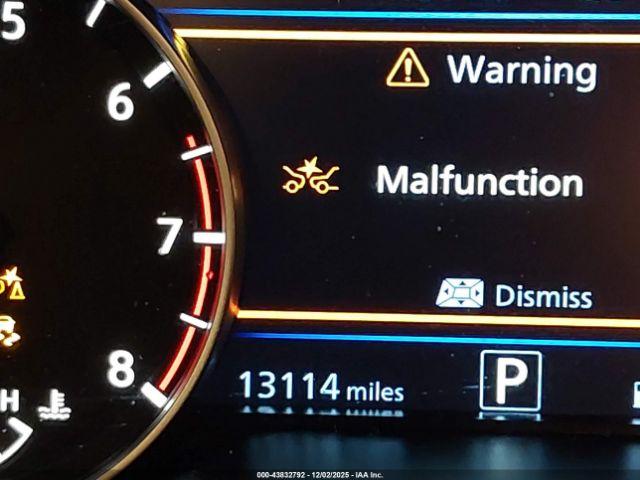 5
Warning
6
Malfunction
7
Dismiss
8
13114 miles
P
H
000-43832792 - 12/02/2025 - IAA Inc.